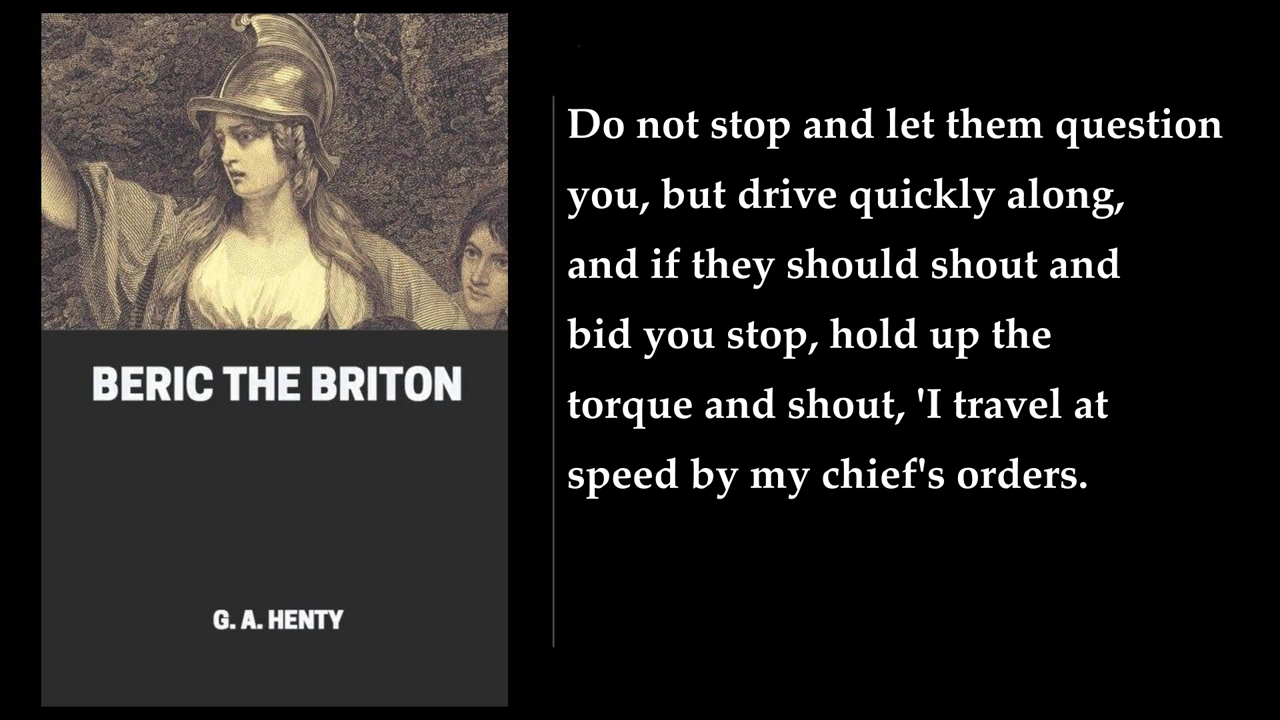 BERIC THE BRITON
G. A. HENTY
Do not stop and let them question
you, but drive quickly along,
and if they should shout and
bid you stop, hold up the
torque and shout, 'I travel at
speed by my chief's orders.